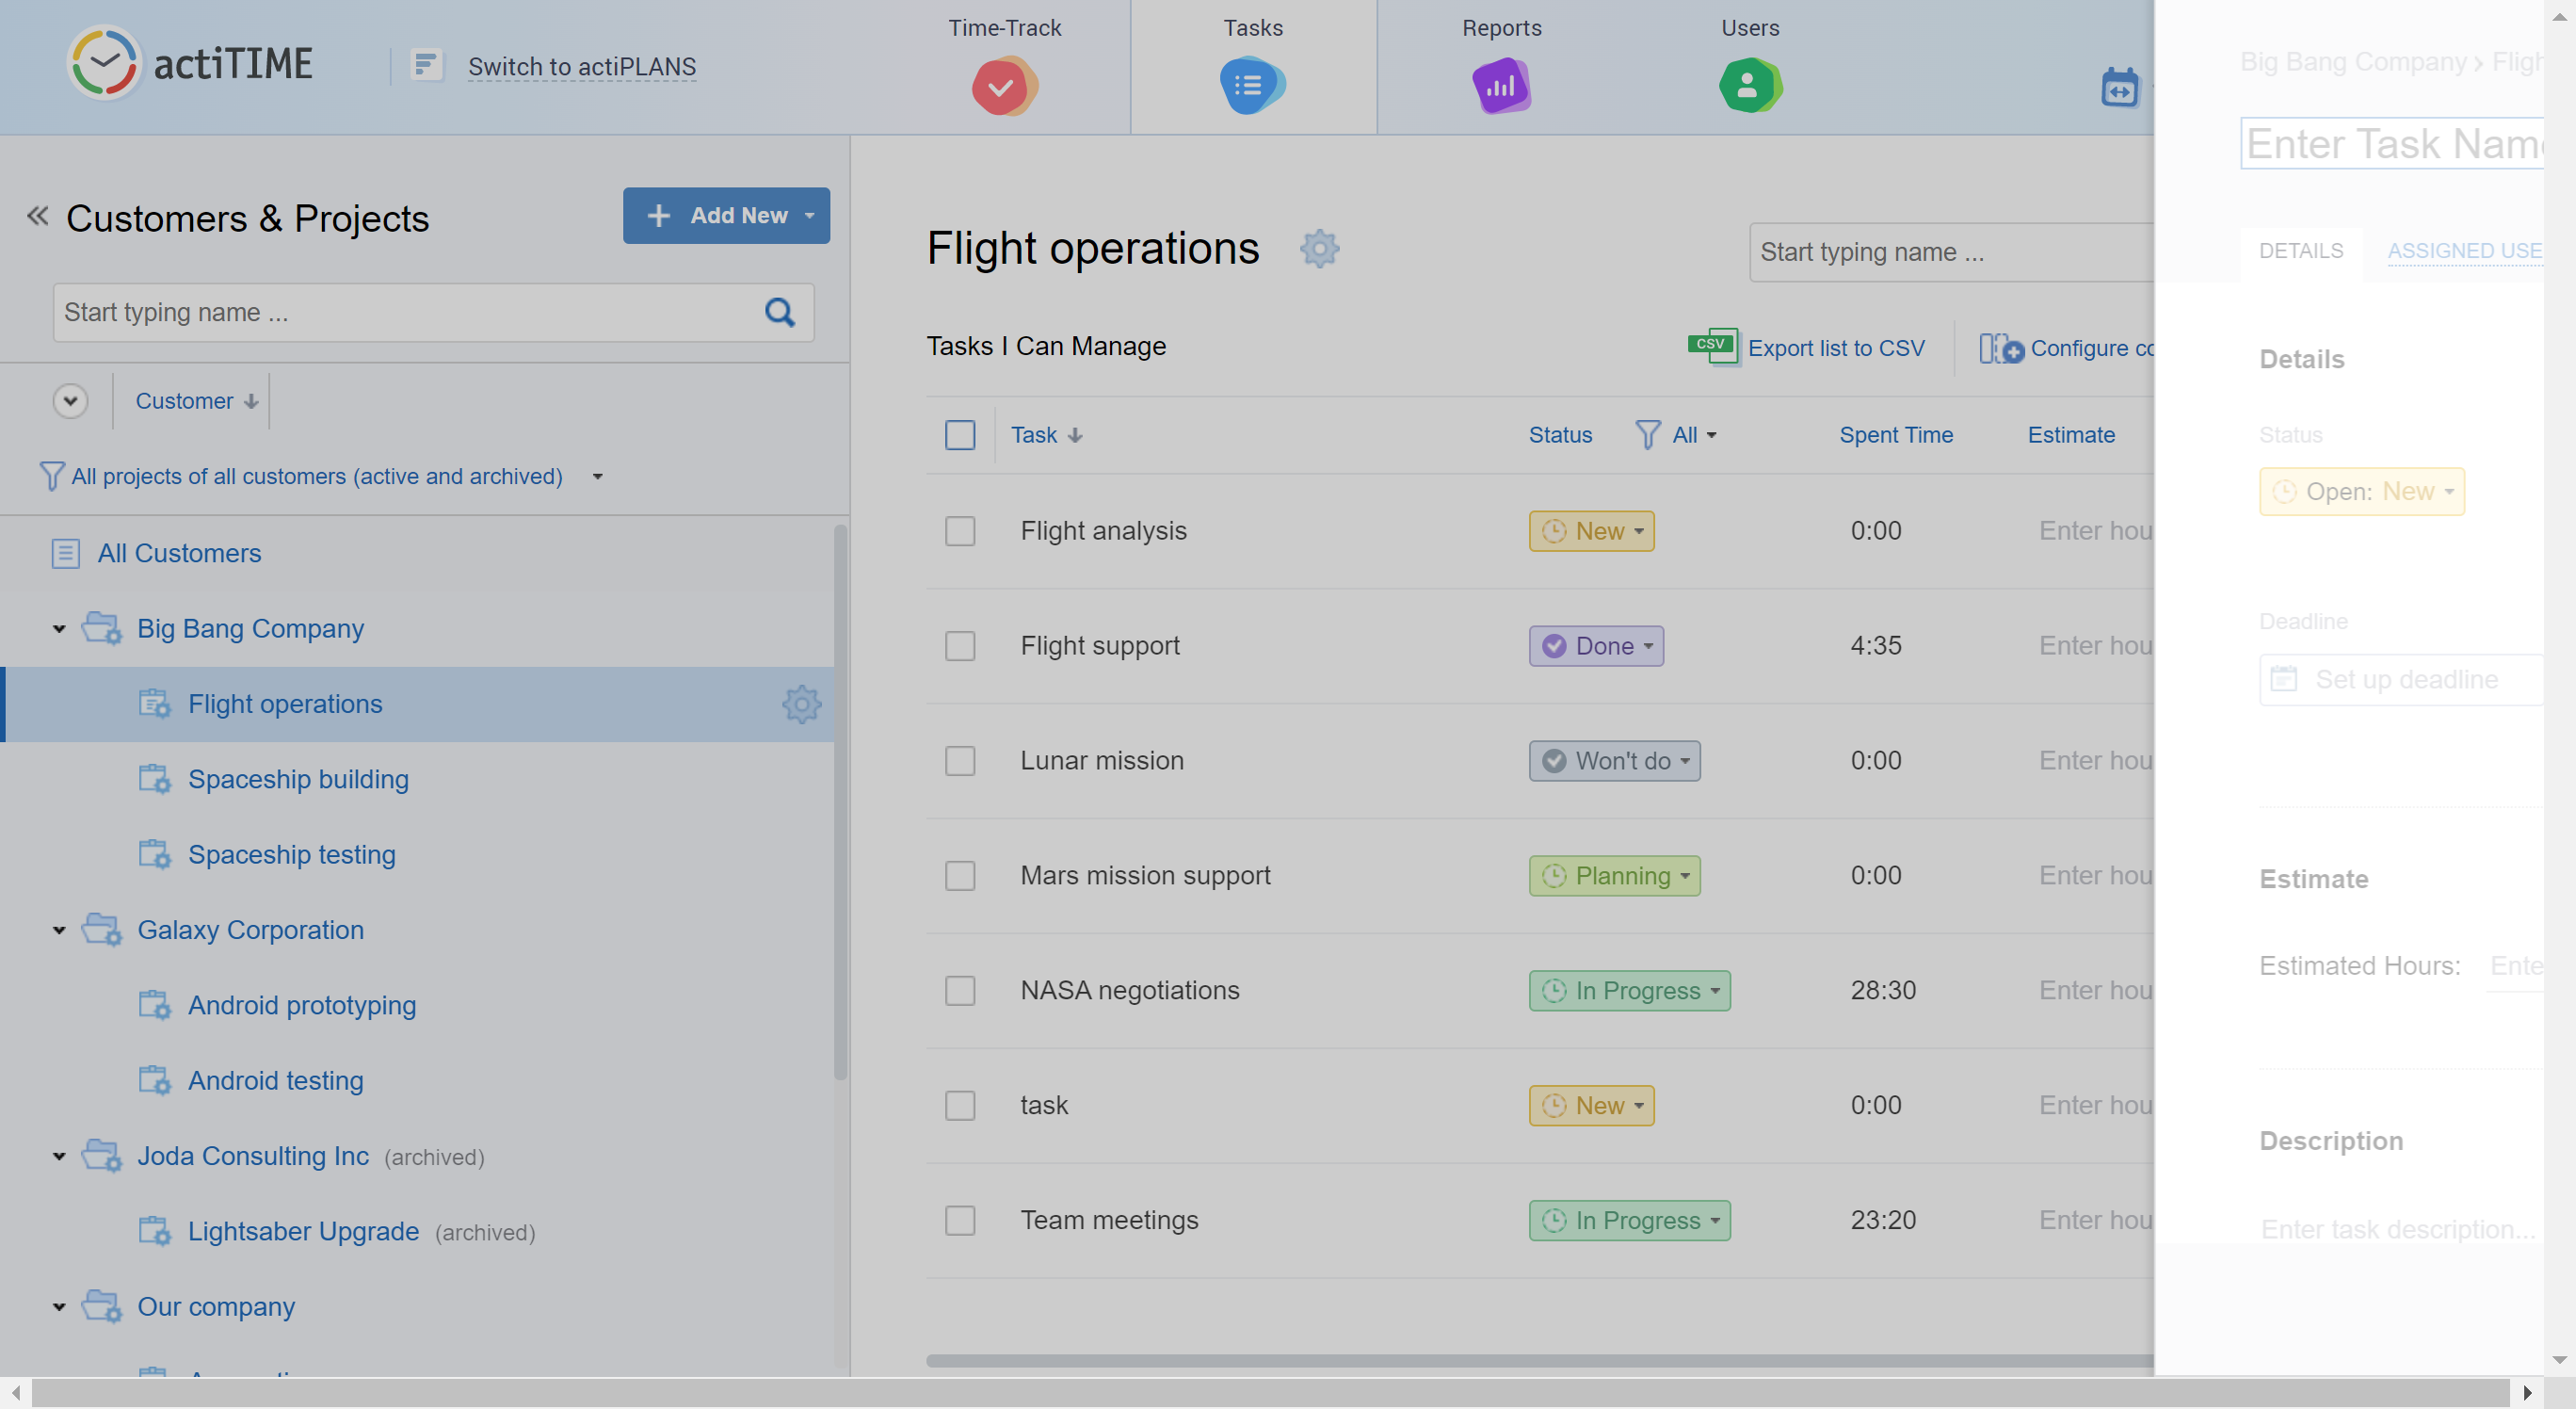 actiTIME
Switch to actiPLANS
Time-Track
Tasks
Reports
Users
Customers & Projects
Add New
Start typing name ...
Customer
All projects of all customers (active and archived)
All Customers
Big Bang Company
Flight operations
Spaceship building
Spaceship testing
Galaxy Corporation
Android prototyping
Android testing
Joda Consulting Inc (archived)
Lightsaber Upgrade (archived)
Our company
Flight operations
Start typing name ...
Tasks I Can Manage
CSV Export list to CSV
Configure
Task Status All Spent Time Estimate
Flight analysis New 0:00 Enter
Flight support Done 4:35 Enter
Lunar mission Won't do 0:00 Enter
Mars mission support Planning 0:00 Enter
NASA negotiations In Progress 28:30 Enter
task New 0:00 Enter
Team meetings In Progress 23:20 Enter
Big Bang Company › Fligh
Enter Task Nam
DETAILS ASSIGNED USE
Details
Status
Open: New
Deadline
Set up deadline
Estimate
Estimated Hours: Ente
Description
Enter task description...